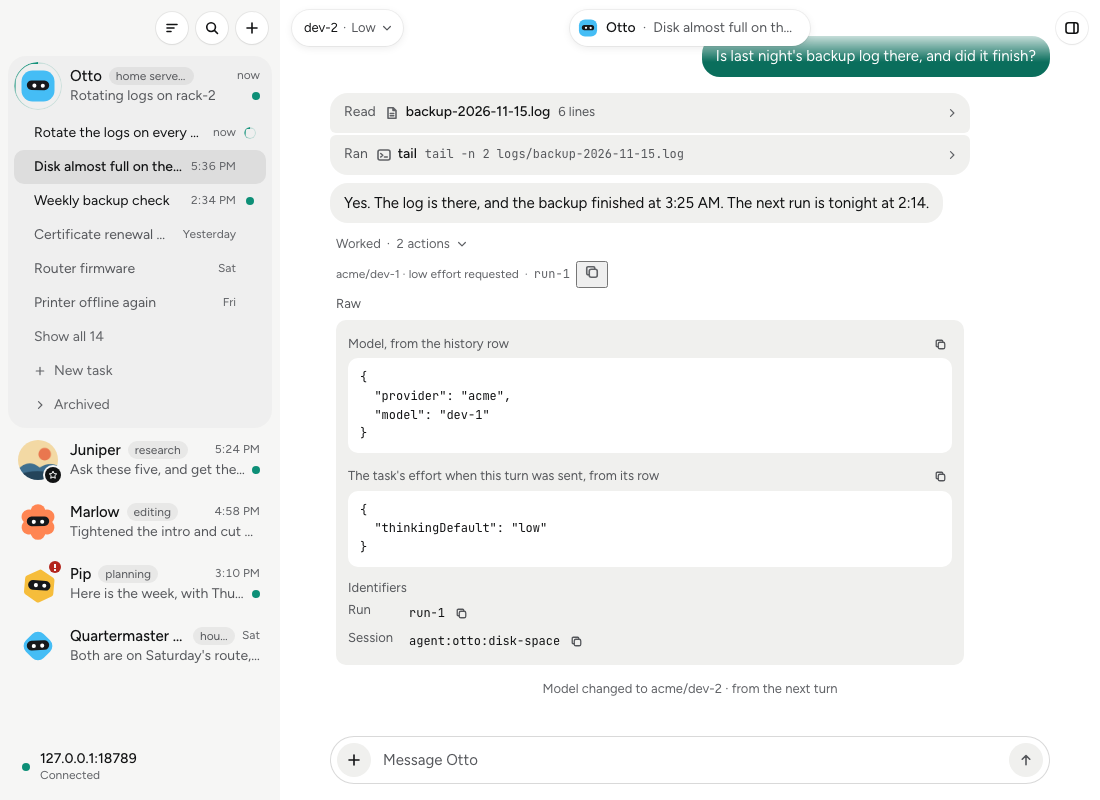 Otto
home serve...
now
Rotating logs on rack-2
Rotate the logs on every ...
now
Disk almost full on the...
5:36 PM
Weekly backup check
2:34 PM
Certificate renewal ...
Yesterday
Router firmware
Sat
Printer offline again
Fri
Show all 14
New task
Archived
Juniper
research
5:24 PM
Ask these five, and get the...
Marlow
editing
4:58 PM
Tightened the intro and cut ...
Pip
planning
3:10 PM
Here is the week, with Thu...
Quartermaster ...
hou...
Sat
Both are on Saturday's route,...
127.0.0.1:18789
Connected
dev-2 · Low
Otto · Disk almost full on th...
Is last night's backup log there, and did it finish?
Read backup-2026-11-15.log 6 lines
Ran tail tail -n 2 logs/backup-2026-11-15.log
Yes. The log is there, and the backup finished at 3:25 AM. The next run is tonight at 2:14.
Worked · 2 actions
acme/dev-1 · low effort requested · run-1
Raw
Model, from the history row
{
"provider": "acme",
"model": "dev-1"
}
The task's effort when this turn was sent, from its row
{
"thinkingDefault": "low"
}
Identifiers
Run run-1
Session agent:otto:disk-space
Model changed to acme/dev-2 · from the next turn
Message Otto